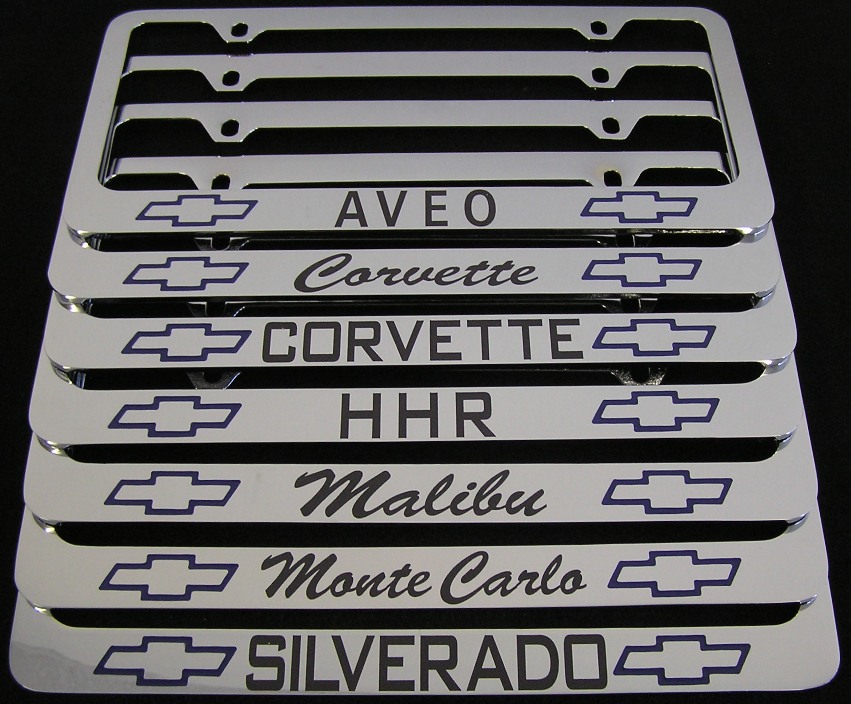 AVEO
Corvette
CORVETTE
HHR
Malibu
Monte Carlo
SILVERADO